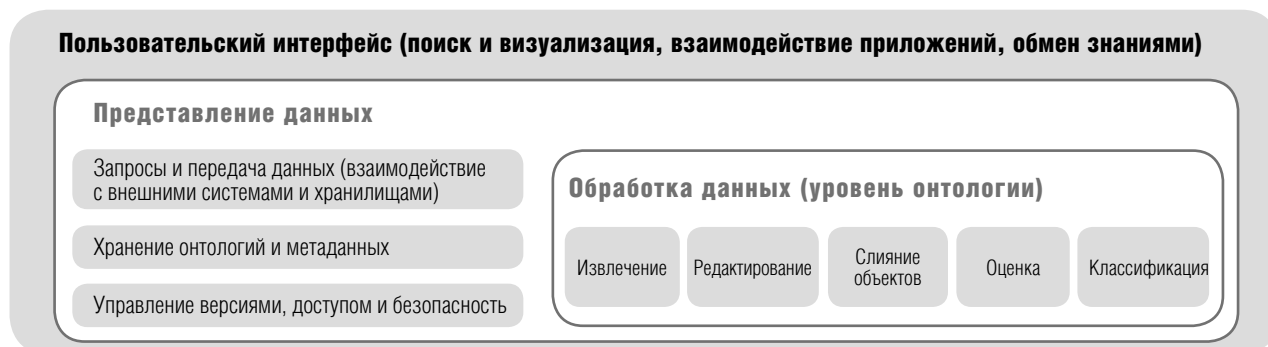 Пользовательский интерфейс (поиск и визуализация, взаимодействие приложений, обмен знаниями)
Представление данных
Запросы и передача данных (взаимодействие
с внешними системами и хранилищами)
Хранение онтологий и метаданных
Управление версиями, доступом и безопасность
Обработка данных (уровень онтологии)
Извлечение
Редактирование
Слияние
объектов
Оценка
Классификация